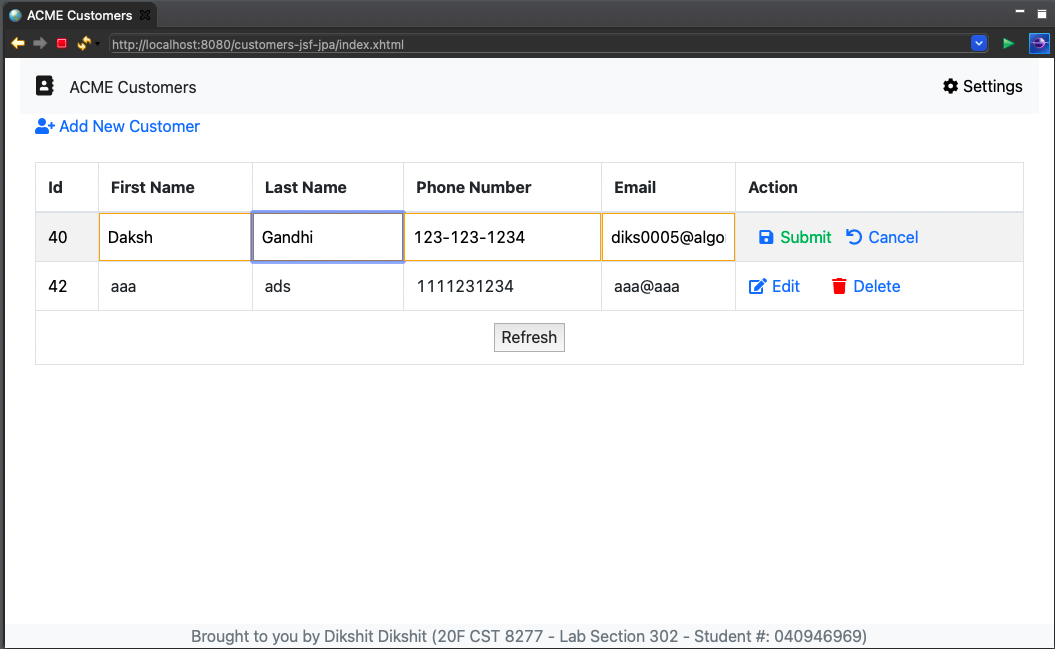 ACME Customers
http://localhost:8080/customers-jsf-jpa/index.xhtml
ACME Customers Settings
Add New Customer
Id First Name Last Name Phone Number Email Action
40 Daksh Gandhi 123-123-1234 diks0005@algo Submit Cancel
42 aaa ads 1111231234 aaa@aaa Edit Delete
Refresh
Brought to you by Dikshit Dikshit (20F CST 8277 - Lab Section 302 - Student #: 040946969)